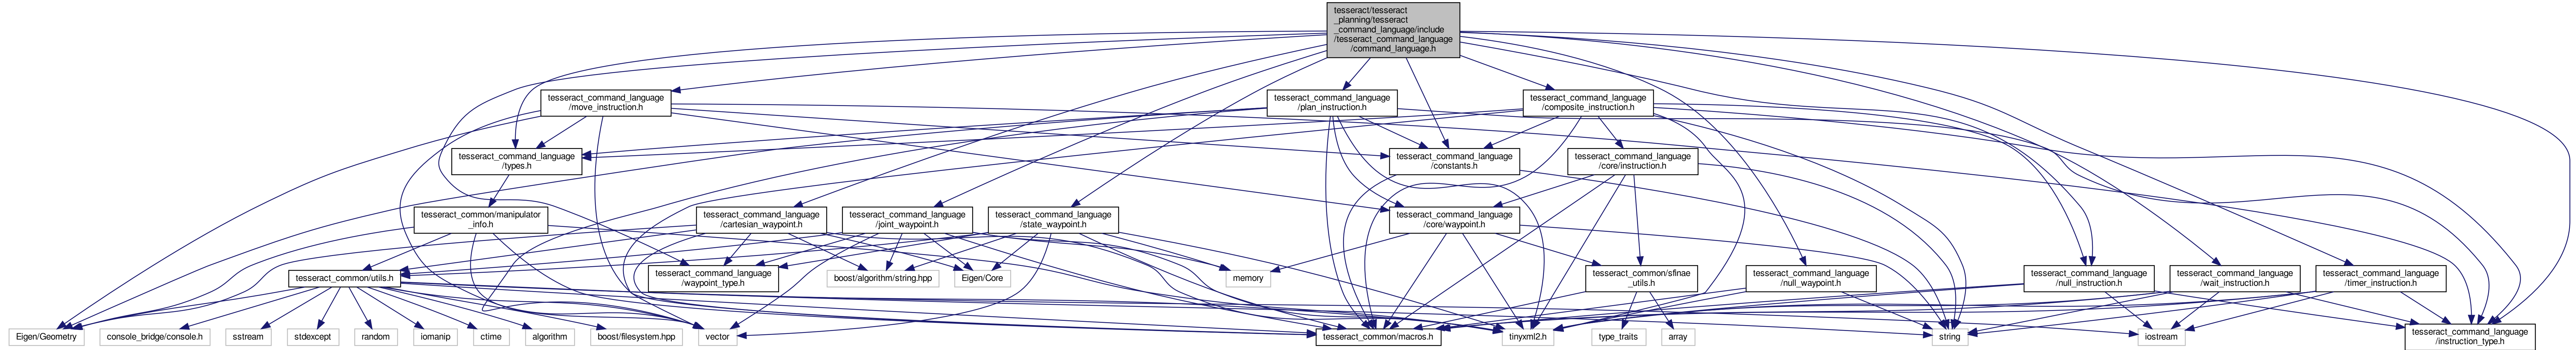 tesseract/tesseract
_planning/tesseract
_command_language/include
/tesseract_command_language
/command_language.h
tesseract_command_language
/move_instruction.h
tesseract_command_language
/plan_instruction.h
tesseract_command_language
/composite_instruction.h
tesseract_command_language
/types.h
tesseract_command_language
/constants.h
tesseract_command_language
/core/instruction.h
tesseract_common/manipulator
_info.h
tesseract_command_language
/cartesian_waypoint.h
tesseract_command_language
/joint_waypoint.h
tesseract_command_language
/state_waypoint.h
tesseract_command_language
/core/waypoint.h
tesseract_common/utils.h
tesseract_command_language
/waypoint_type.h
boost/algorithm/string.hpp
Eigen/Core
memory
tesseract_common/sfinae
_utils.h
tesseract_command_language
/null_waypoint.h
tesseract_command_language
/null_instruction.h
tesseract_command_language
/wait_instruction.h
tesseract_command_language
/timer_instruction.h
Eigen/Geometry
console_bridge/console.h
sstream
stdexcept
random
iomanip
ctime
algorithm
boost/filesystem.hpp
vector
tesseract_common/macros.h
tinyxml2.h
type_traits
array
string
iostream
tesseract_command_language
/instruction_type.h